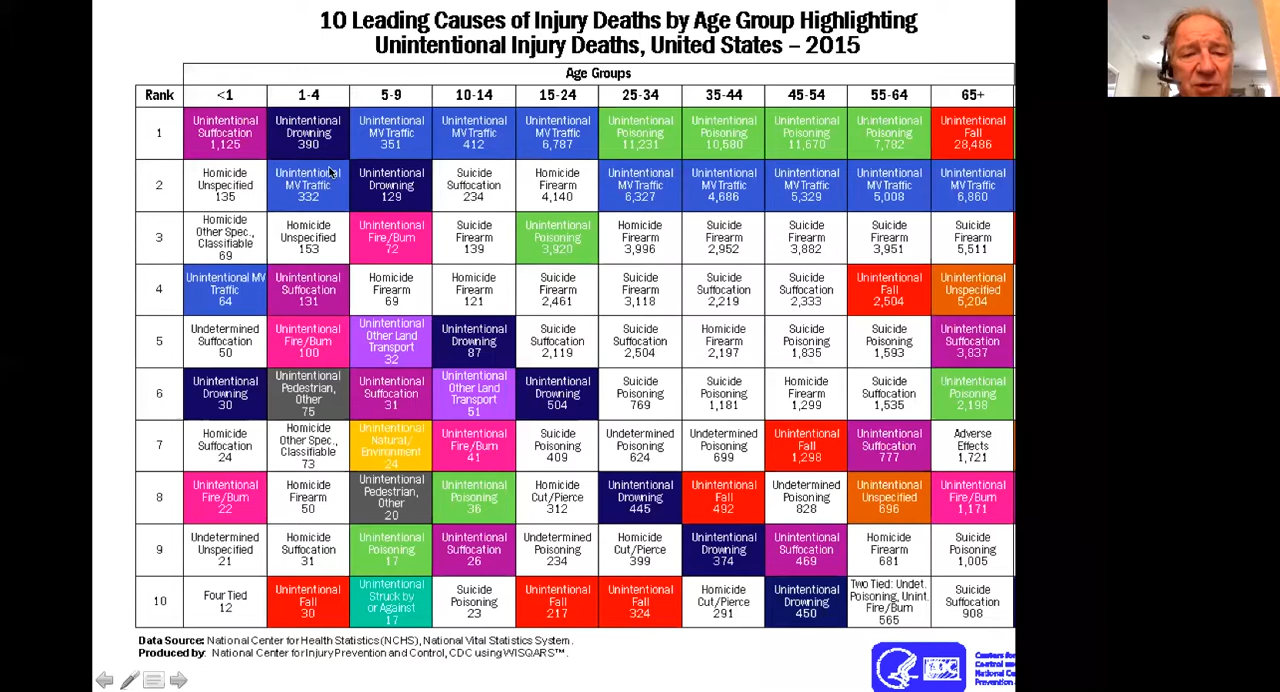 10 Leading Causes of Injury Deaths by Age Group Highlighting
Unintentional Injury Deaths, United States – 2015
Age Groups
Rank <1 1-4 5-9 10-14 15-24 25-34 35-44 45-54 55-64 65+
1
Unintentional
Suffocation
1,125
Unintentional
Drowning
390
Unintentional
MV Traffic
351
Unintentional
MV Traffic
412
Unintentional
MV Traffic
6,787
Unintentional
Poisoning
11,231
Unintentional
Poisoning
10,580
Unintentional
Poisoning
11,670
Unintentional
Poisoning
7,782
Unintentional
Fall
28,486
2
Homicide
Unspecified
135
Unintentional
MV Traffic
332
Unintentional
Drowning
129
Suicide
Suffocation
234
Homicide
Firearm
4,140
Unintentional
MV Traffic
6,327
Unintentional
MV Traffic
4,686
Unintentional
MV Traffic
5,329
Unintentional
MV Traffic
5,008
Unintentional
MV Traffic
6,860
3
Homicide
Other Spec.,
Classifiable
69
Homicide
Unspecified
153
Unintentional
Fire/Burn
72
Suicide
Firearm
139
Unintentional
Poisoning
3,920
Homicide
Firearm
3,996
Suicide
Firearm
2,952
Suicide
Firearm
3,882
Suicide
Firearm
3,951
Suicide
Firearm
5,511
4
Unintentional MV
Traffic
64
Unintentional
Suffocation
131
Homicide
Firearm
69
Homicide
Firearm
121
Suicide
Firearm
2,461
Suicide
Firearm
3,118
Suicide
Suffocation
2,219
Suicide
Suffocation
2,333
Unintentional
Fall
2,504
Unintentional
Unspecified
5,204
5
Undetermined
Suffocation
50
Unintentional
Fire/Burn
100
Unintentional
Other Land
Transport
32
Unintentional
Drowning
87
Suicide
Suffocation
2,119
Suicide
Suffocation
2,504
Homicide
Firearm
2,197
Suicide
Poisoning
1,835
Suicide
Poisoning
1,593
Unintentional
Suffocation
3,837
6
Unintentional
Drowning
30
Unintentional
Pedestrian,
Other
75
Unintentional
Suffocation
31
Unintentional
Other Land
Transport
51
Unintentional
Drowning
504
Suicide
Poisoning
769
Suicide
Poisoning
1,181
Homicide
Firearm
1,299
Suicide
Suffocation
1,535
Unintentional
Poisoning
2,198
7
Homicide
Suffocation
24
Homicide
Other Spec.,
Classifiable
73
Unintentional
Natural/
Environment
24
Unintentional
Fire/Burn
41
Suicide
Poisoning
409
Undetermined
Poisoning
624
Undetermined
Poisoning
699
Unintentional
Fall
1,298
Unintentional
Suffocation
777
Adverse
Effects
1,721
8
Unintentional
Fire/Burn
22
Homicide
Firearm
50
Unintentional
Pedestrian,
Other
20
Unintentional
Poisoning
36
Homicide
Cut/Pierce
312
Unintentional
Drowning
445
Unintentional
Fall
492
Undetermined
Poisoning
828
Unintentional
Unspecified
696
Unintentional
Fire/Burn
1,171
9
Undetermined
Unspecified
21
Homicide
Suffocation
31
Unintentional
Poisoning
17
Unintentional
Suffocation
26
Undetermined
Poisoning
234
Homicide
Cut/Pierce
399
Unintentional
Drowning
374
Unintentional
Suffocation
469
Homicide
Firearm
681
Suicide
Poisoning
1,005
10
Four Tied
12
Unintentional
Fall
30
Unintentional
Struck by
or Against
17
Suicide
Poisoning
23
Unintentional
Fall
217
Unintentional
Fall
324
Homicide
Cut/Pierce
291
Unintentional
Drowning
450
Two Tied: Undet.
Poisoning, Unint.
Fire/Burn
565
Suicide
Suffocation
908
Data Source: National Center for Health Statistics (NCHS), National Vital Statistics System.
Produced by: National Center for Injury Prevention and Control, CDC using WISQARS™.
CDC
Centers fo
Control an
National Ce
Prevention